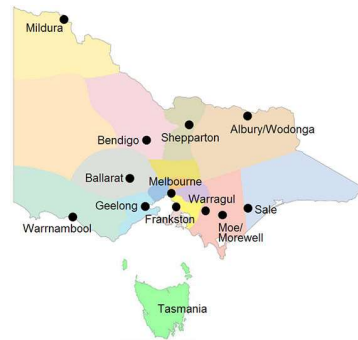 Mildura
Shepparton
Albury/Wodonga
Bendigo
Ballarat
Melbourne
Geelong
Warragul
Frankston
Sale
Warrnambool
Moe/
Morewell
Tasmania